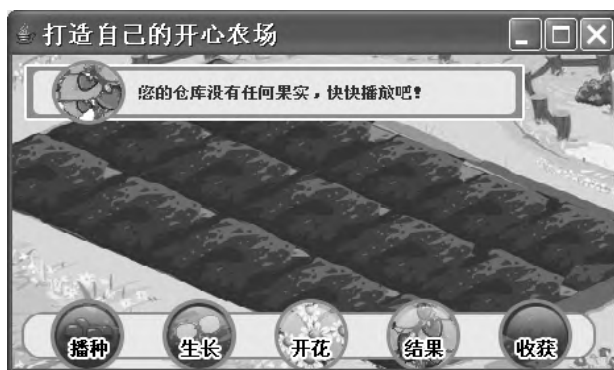 打造自己的开心农场
您的仓库没有任何果实，快快播放吧！
播种
生长
开花
结果
收获